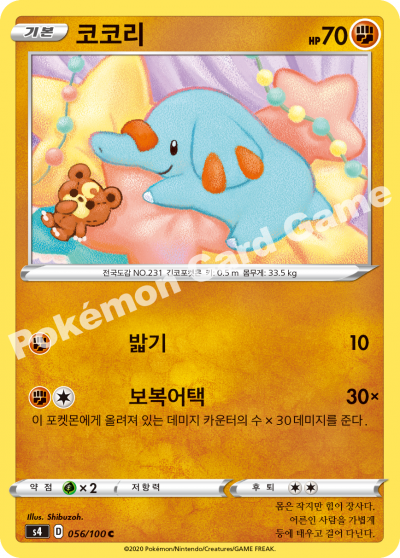 기본 코코리 HP 70
전국도감 NO.231 긴코포켓몬 키: 0.5 m 몸무게: 33.5 kg
Pokémon Card Game
밟기 10
보복어택 30×
이 포켓몬에게 올려져 있는 데미지 카운터의 수 × 30데미지를 준다.
약점 ×2 저항력 후퇴
Illus. Shibuzoh.
s4 D 056/100 C
몸은 작지만 힘이 장사다.
어른인 사람을 가볍게
등에 태우고 걸어 다닌다.
©2020 Pokémon/Nintendo/Creatures/GAME FREAK.